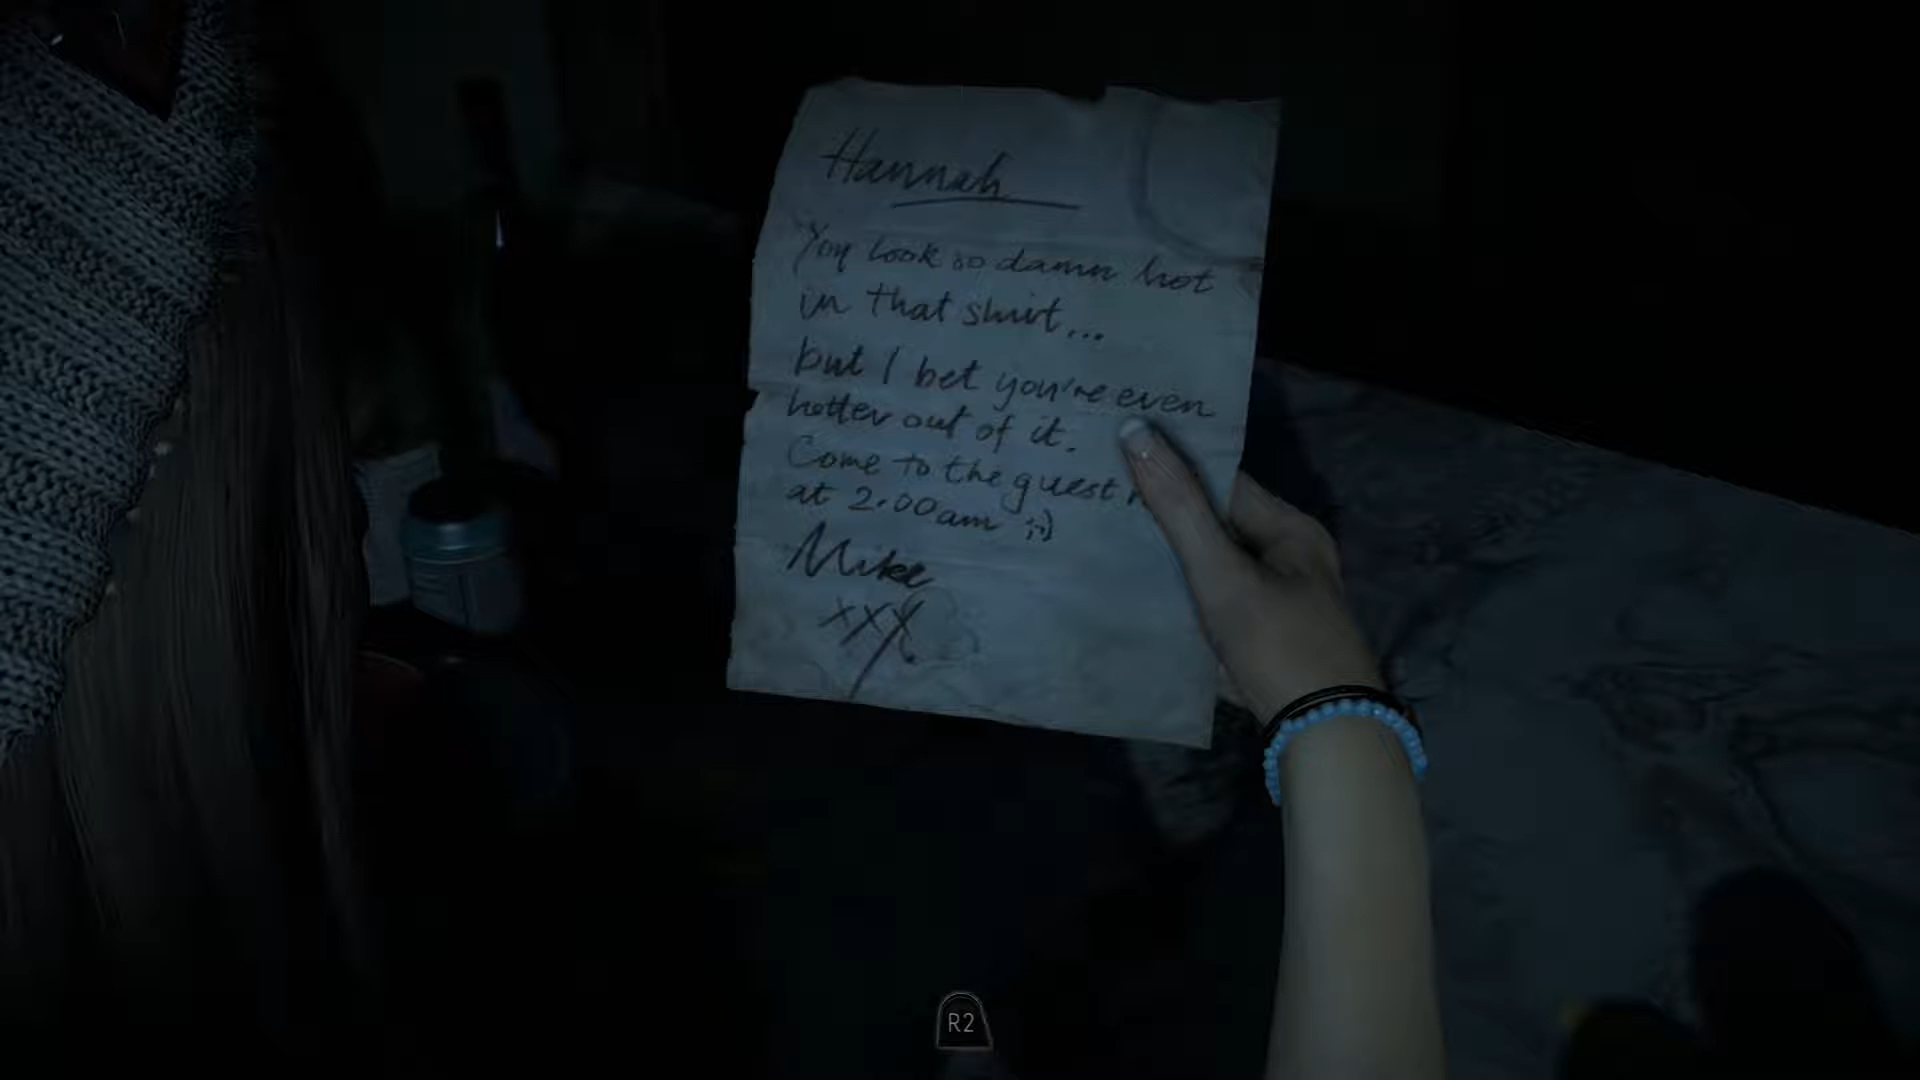 Hannah
You look so damn hot
in that shirt...
but I bet you're even
hotter out of it.
Come to the guest
at 2.00am ;)
Mike
xxx
R2